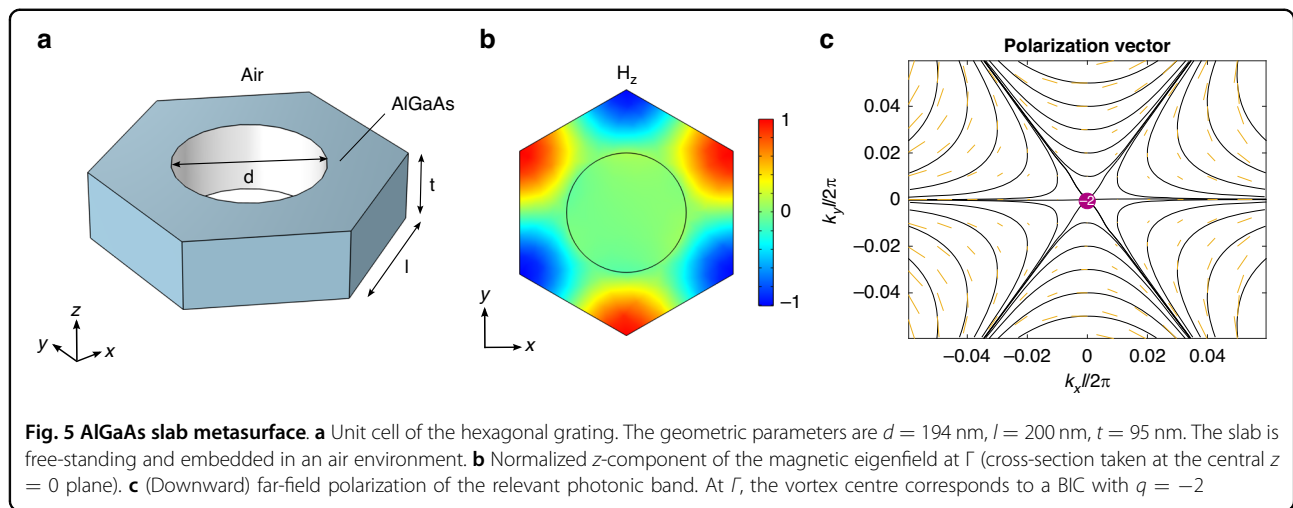 a
Air
AlGaAs
d
t
l
z
y
x
b
H_z
1
0
−1
y
x
c
Polarization vector
k_y l/2π
0.04
0.02
0
−0.02
−0.04
−2
−0.04
−0.02
0
0.02
0.04
k_x l/2π
Fig. 5 AlGaAs slab metasurface. a Unit cell of the hexagonal grating. The geometric parameters are d = 194 nm, l = 200 nm, t = 95 nm. The slab is
free-standing and embedded in an air environment. b Normalized z-component of the magnetic eigenfield at Γ (cross-section taken at the central z
= 0 plane). c (Downward) far-field polarization of the relevant photonic band. At Γ, the vortex centre corresponds to a BIC with q = −2